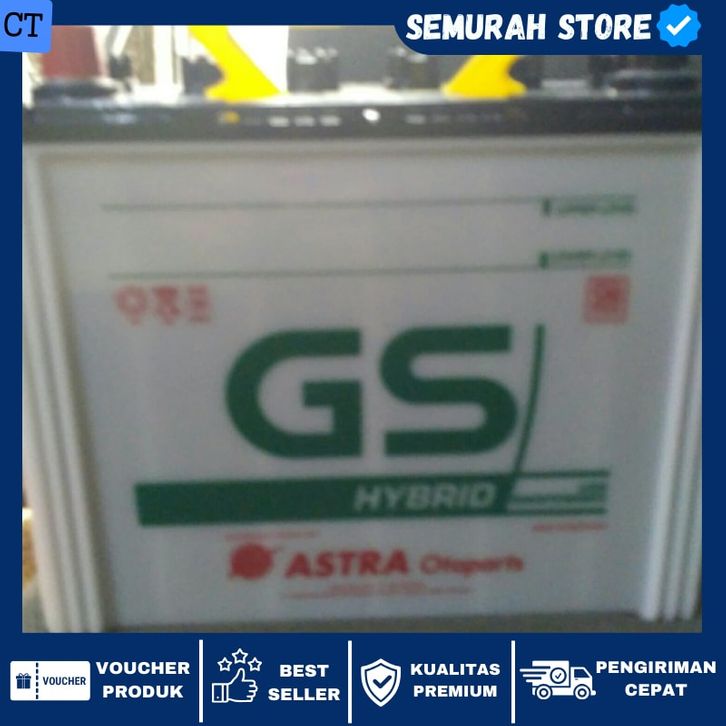 CT
SEMURAH STORE
GS
HYBRID
ASTRA Otoparts
VOUCHER
VOUCHER
PRODUK
BEST
SELLER
KUALITAS
PREMIUM
PENGIRIMAN
CEPAT